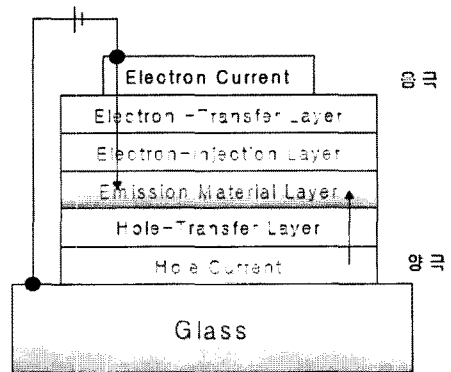 Electron Current
음 극
Electron -Transfer Layer
Electron-Injection Layer
Emission Material Layer
Hole-Transfer Layer
Hole Current
양 극
Glass